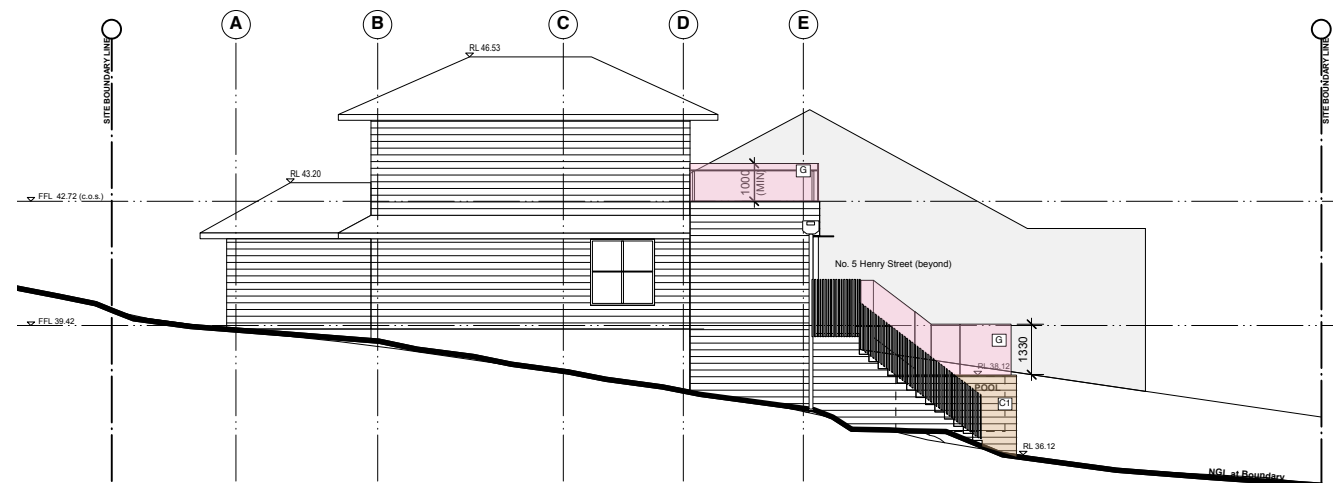 A
B
C
D
E
SITE BOUNDARY LINE
SITE BOUNDARY LINE
RL 46.53
RL 43.20
G
1000
(MIN)
FFL 42.72 (c.o.s.)
No. 5 Henry Street (beyond)
FFL 39.42
G
1330
RL 38.12
POOL
C1
RL 36.12
NGL at Boundary